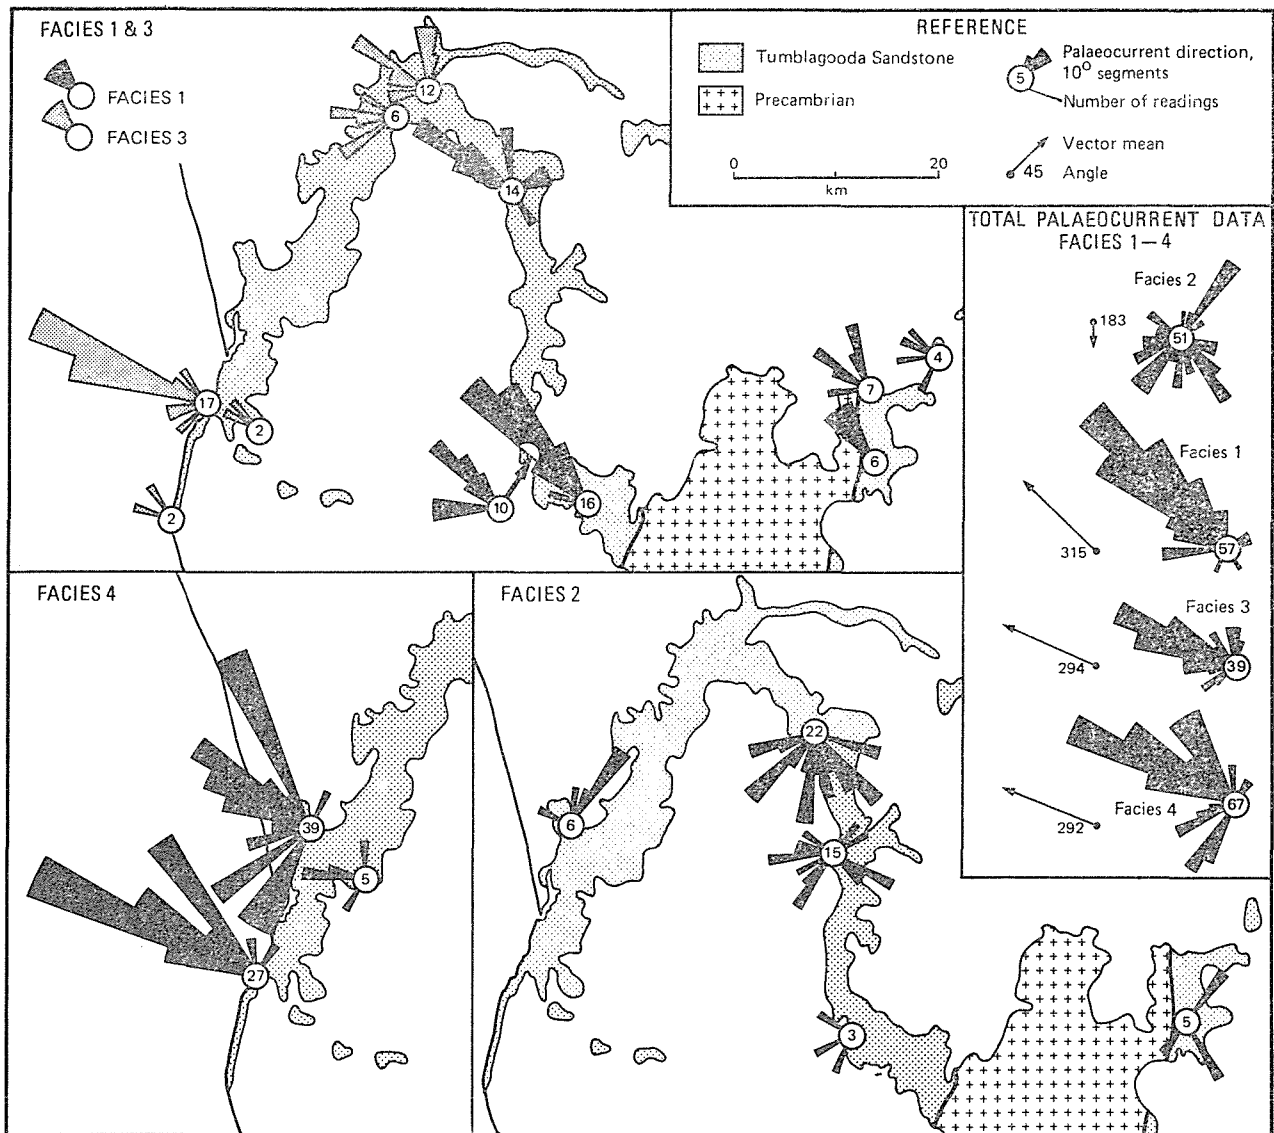 FACIES 1 & 3
FACIES 1
FACIES 3
12
6
14
17
2
2
10
16
7
4
6
REFERENCE
Tumblagooda Sandstone
Precambrian
5
Palaeocurrent direction,
10° segments
Number of readings
0 20
km
Vector mean
45 Angle
TOTAL PALAEOCURRENT DATA
FACIES 1—4
Facies 2
183
51
Facies 1
315
57
Facies 3
294
39
Facies 4
292
67
FACIES 4
39
5
27
FACIES 2
22
6
15
3
5